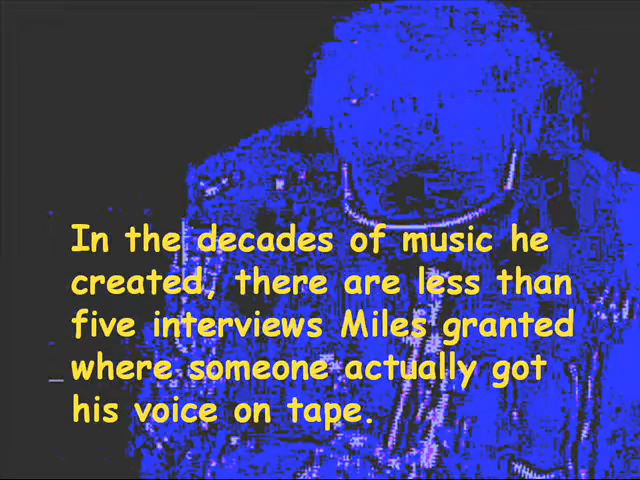 In the decades of music he
created, there are less than
five interviews Miles granted
where someone actually got
his voice on tape.